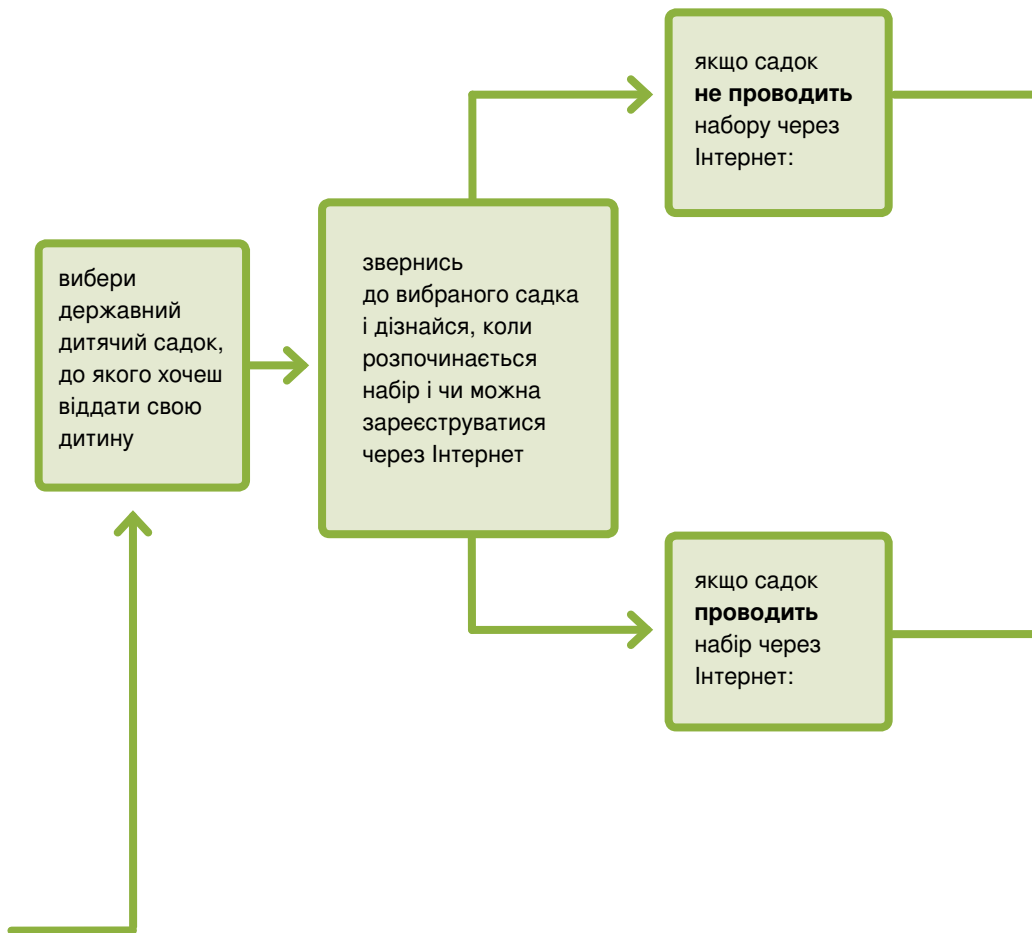 вибери
державний
дитячий садок,
до якого хочеш
віддати свою
дитину
звернись
до вибраного садка
і дізнайся, коли
розпочинається
набір і чи можна
зареєструватися
через Інтернет
якщо садок
не проводить
набору через
Інтернет:
якщо садок
проводить
набір через
Інтернет: